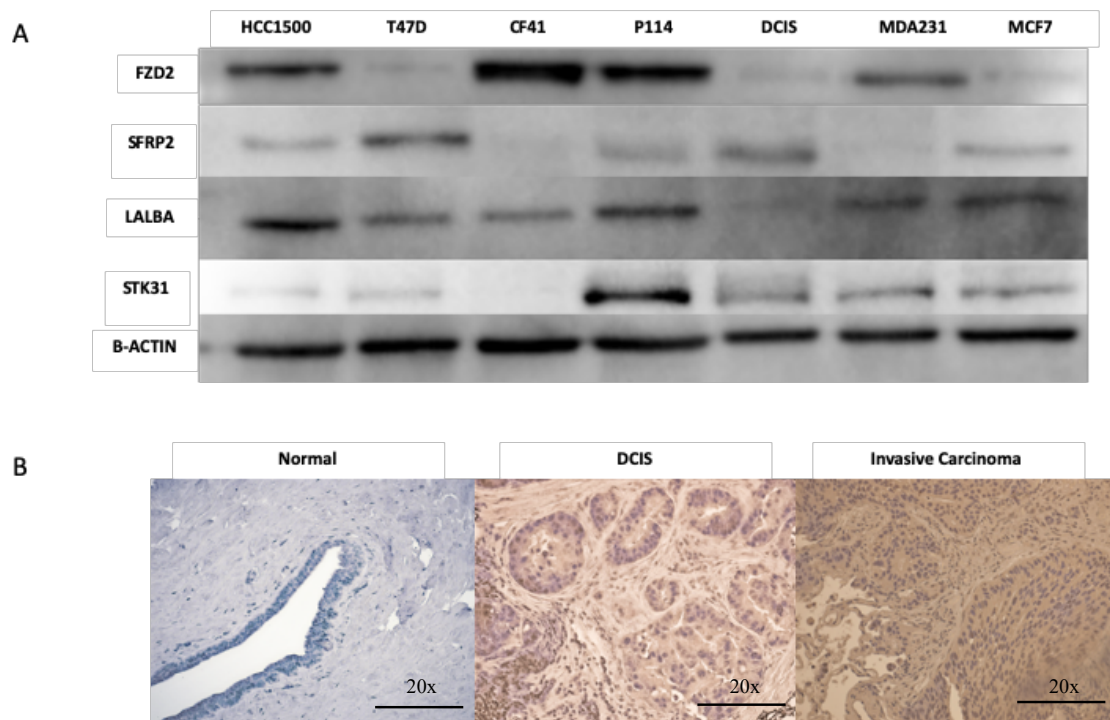 A
HCC1500 T47D CF41 P114 DCIS MDA231 MCF7
FZD2
SFRP2
LALBA
STK31
B-ACTIN
B
Normal DCIS Invasive Carcinoma
20x 20x 20x